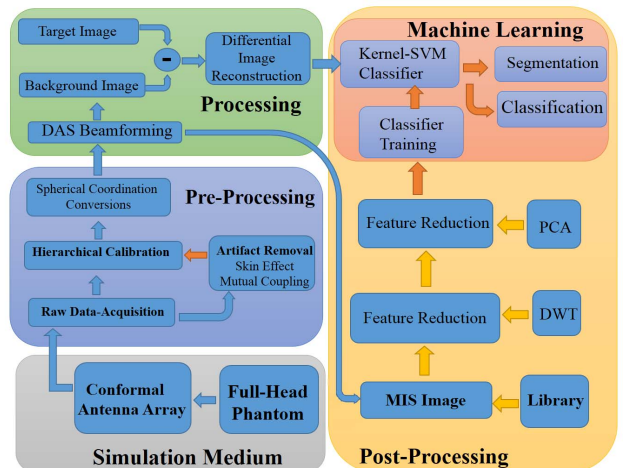 Target Image
Background Image
-
Differential
Image
Reconstruction
Processing
DAS Beamforming
Spherical Coordination
Conversions
Pre-Processing
Hierarchical Calibration
Artifact Removal
Skin Effect
Mutual Coupling
Raw Data-Acquisition
Conformal
Antenna Array
Full-Head
Phantom
Simulation Medium
Machine Learning
Kernel-SVM
Classifier
Segmentation
Classification
Classifier
Training
Feature Reduction
PCA
Feature Reduction
DWT
MIS Image
Library
Post-Processing